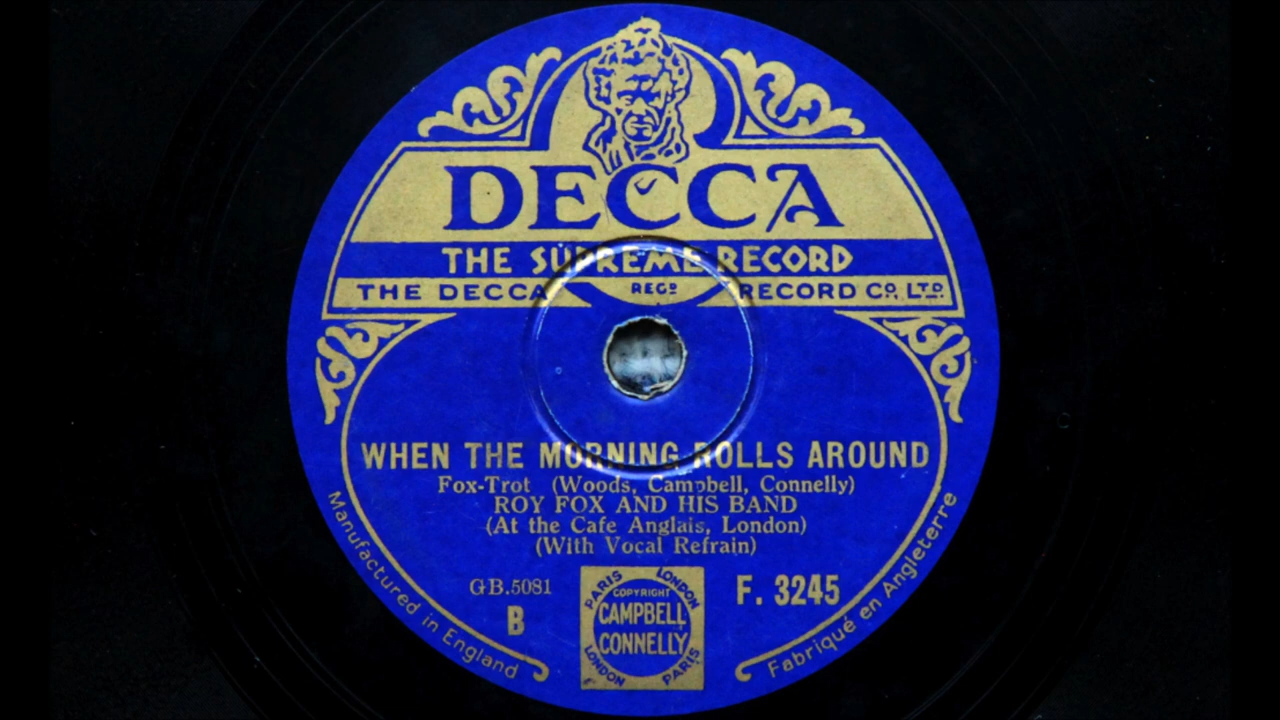 DECCA
THE SUPREME RECORD
THE DECCA REGD RECORD CO. LTD.
WHEN THE MORNING ROLLS AROUND
Fox-Trot (Woods, Campbell, Connelly)
ROY FOX AND HIS BAND
(At the Cafe Anglais, London)
(With Vocal Refrain)
GB.5081
B
F. 3245
PARIS LONDON
COPYRIGHT
CAMPBELL
CONNELLY
LONDON PARIS
Manufactured in England
Fabriqué en Angleterre